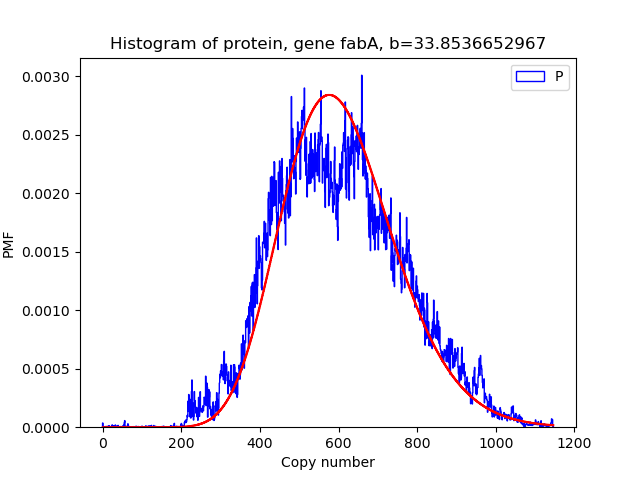 Histogram of protein, gene fabA, b=33.8536652967
P
0.0030
0.0025
0.0020
0.0015
0.0010
0.0005
0.0000
PMF
0 200 400 600 800 1000 1200
Copy number